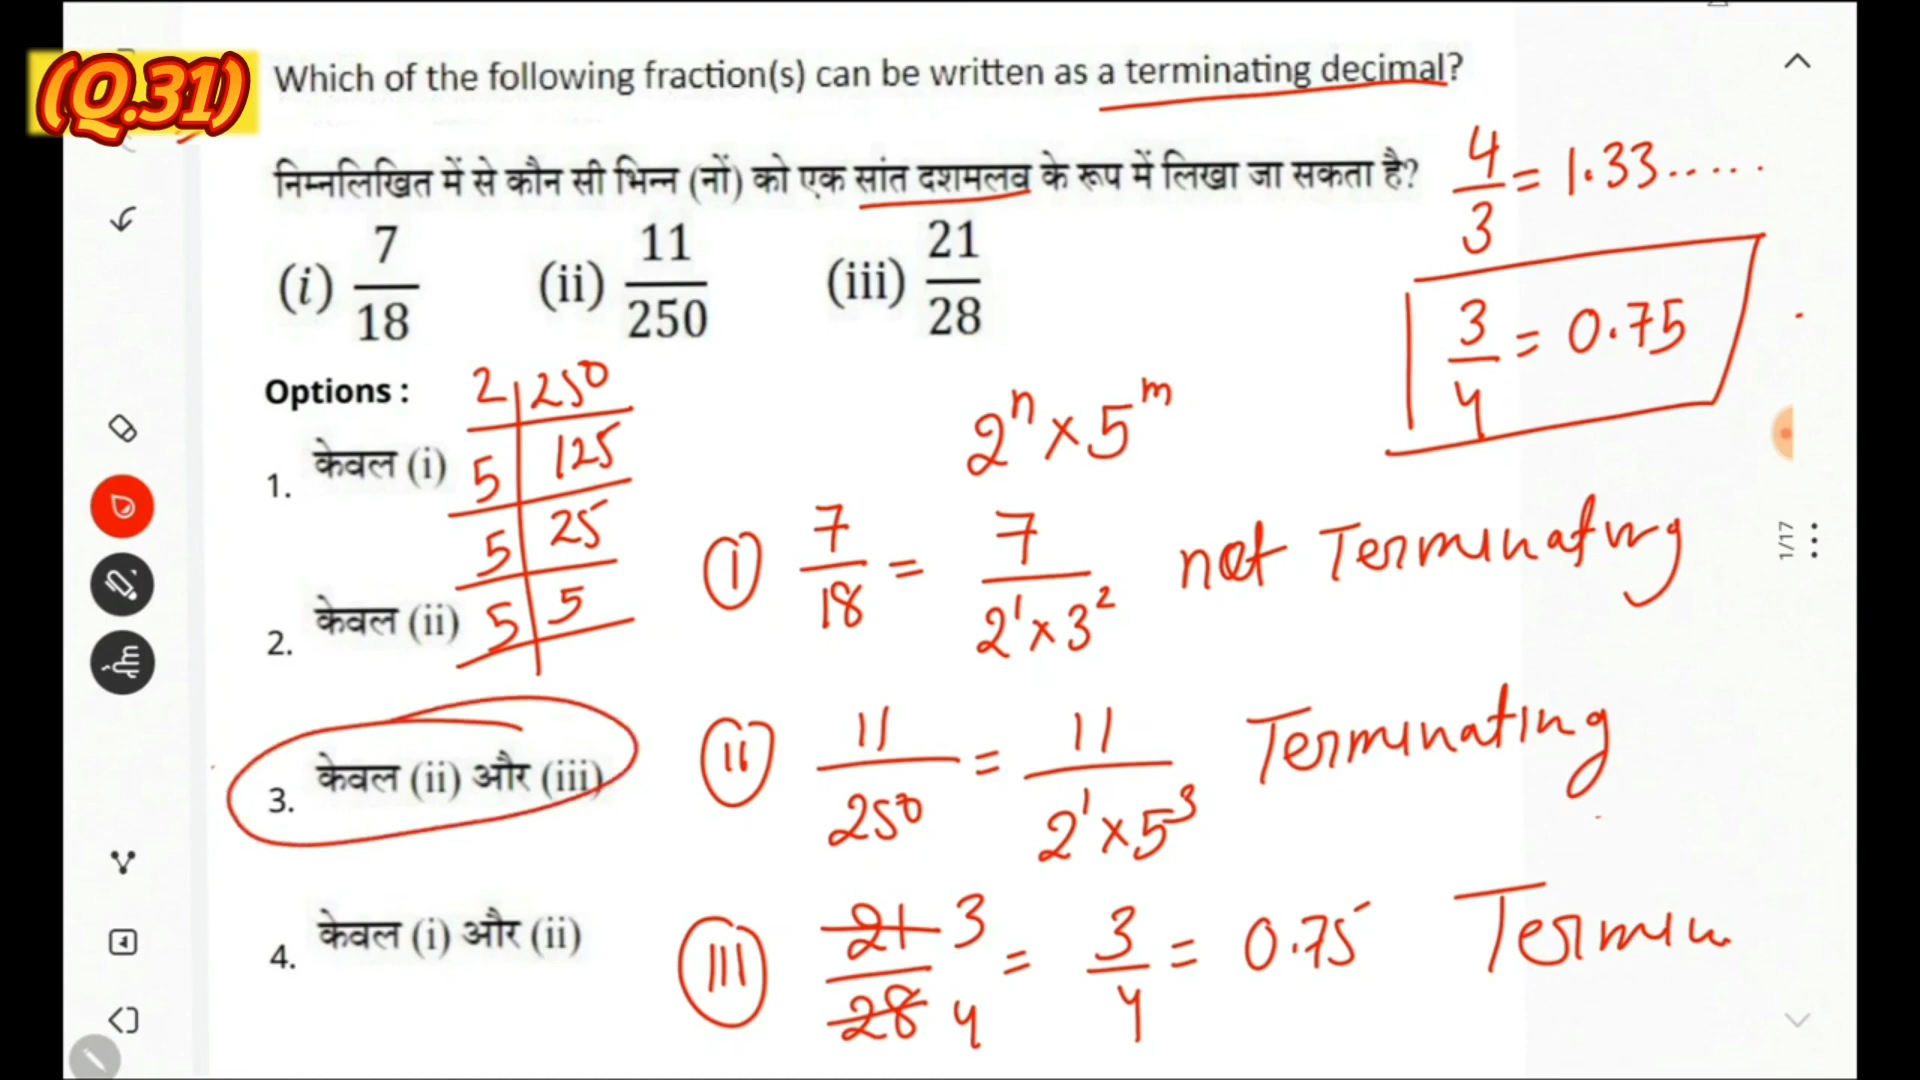 (Q.31) Which of the following fraction(s) can be written as a terminating decimal?
निम्नलिखित में से कौन सी भिन्न (नों) को एक सांत दशमलव के रूप में लिखा जा सकता है?
4/3 = 1.33.....
(i) 7/18 (ii) 11/250 (iii) 21/28
3/4 = 0.75
Options :
2 | 250
5 | 125
5 | 25
5 | 5
2^n × 5^m
1. केवल (i)
2. केवल (ii)
3. केवल (ii) और (iii)
4. केवल (i) और (ii)
(I) 7/18 = 7/2^1 × 3^2 not Terminating
(II) 11/250 = 11/2^1 × 5^3 Terminating
(III) 21/28 3/4 = 3/4 = 0.75 Termin
1/17